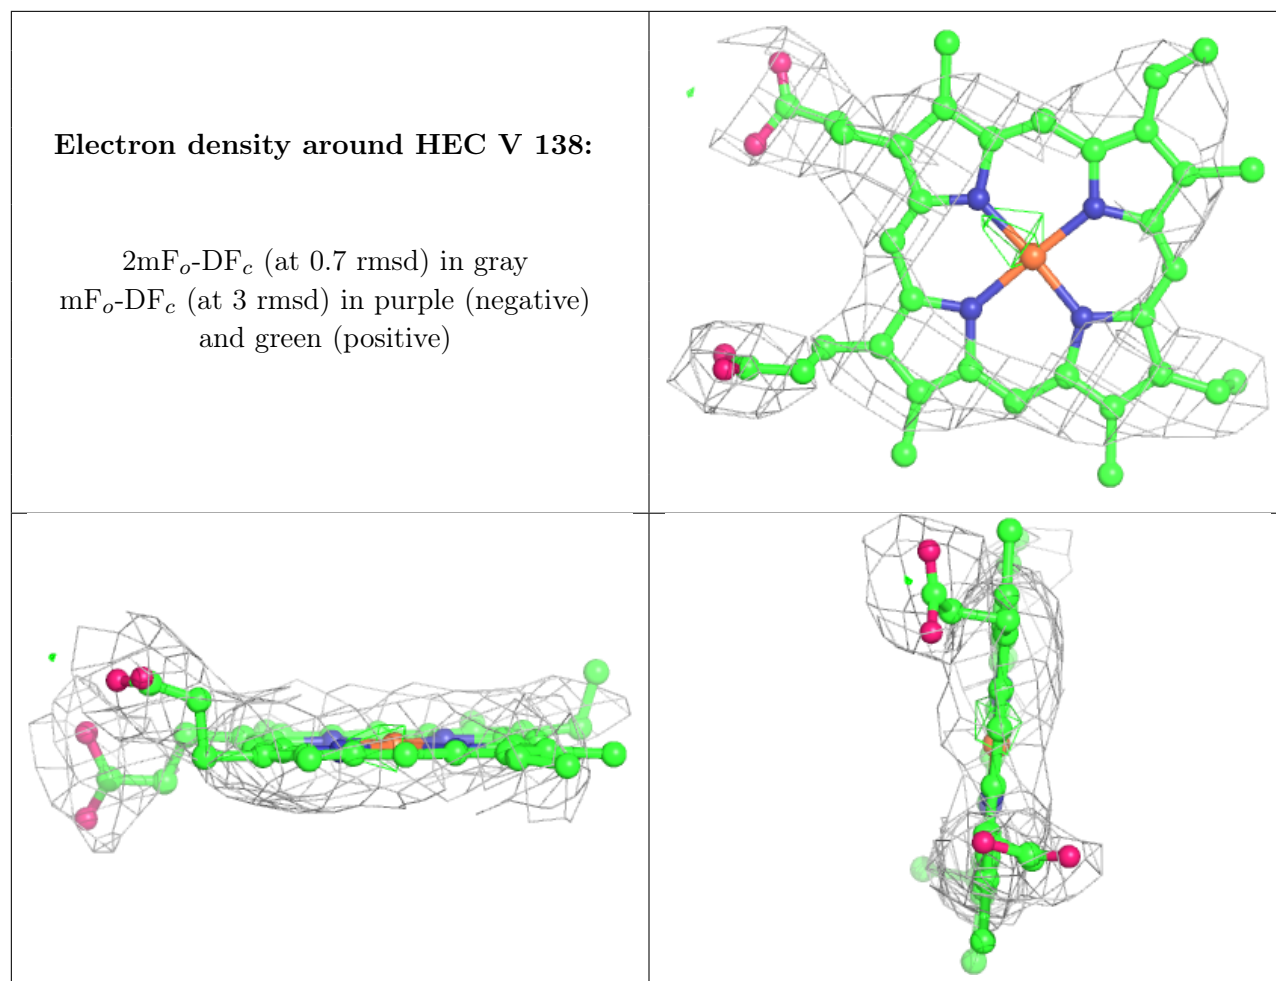 Electron density around HEC V 138:
2mFo-DFc (at 0.7 rmsd) in gray
mFo-DFc (at 3 rmsd) in purple (negative)
and green (positive)